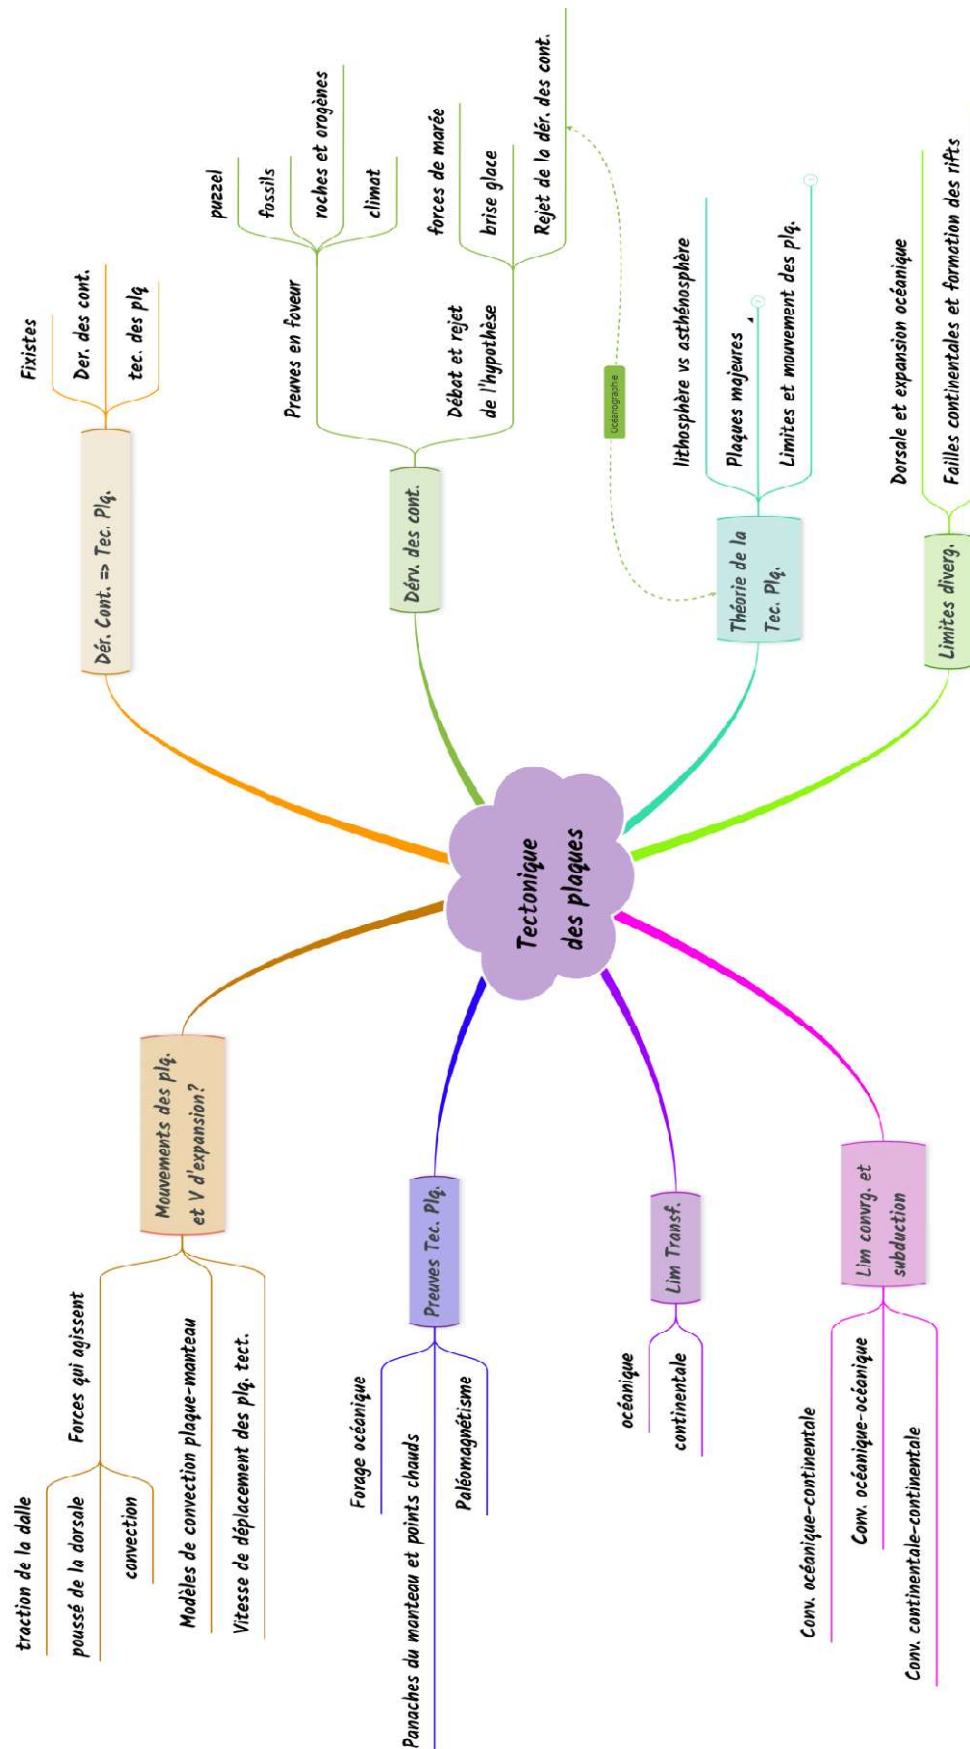 Tectonique
des plaques
Dér. Cont. => Tec. Plq.
Fixistes
Der. des cont.
tec. des plq
Dérv. des cont.
Preuves en foveur
puzzel
fossils
roches et orogènes
climat
Débat et rejet
de l'hypothèse
forces de marée
brise glace
Rejet de la dér. des cont.
Océanographie
Théorie de la
Tec. Plq.
lithosphère vs asthénosphère
Plaques majeures
Limites et mouvement des plq.
Limites diverg.
Dorsale et expansion océanique
Failles continentales et formation des rifts
Mouvements des plq.
et V d'expansion?
Forces qui agissent
traction de la dalle
poussé de la dorsale
convection
Modèles de convection plaque-manteau
Vitesse de déplacement des plq. tect.
Preuves Tec. Plq.
Forage océanique
Panaches du manteau et points chauds
Paléomagnétisme
Lim Transf.
océanique
continentale
Lim convrg. et
subduction
Conv. océanique-continentale
Conv. océanique-océanique
Conv. continentale-continentale